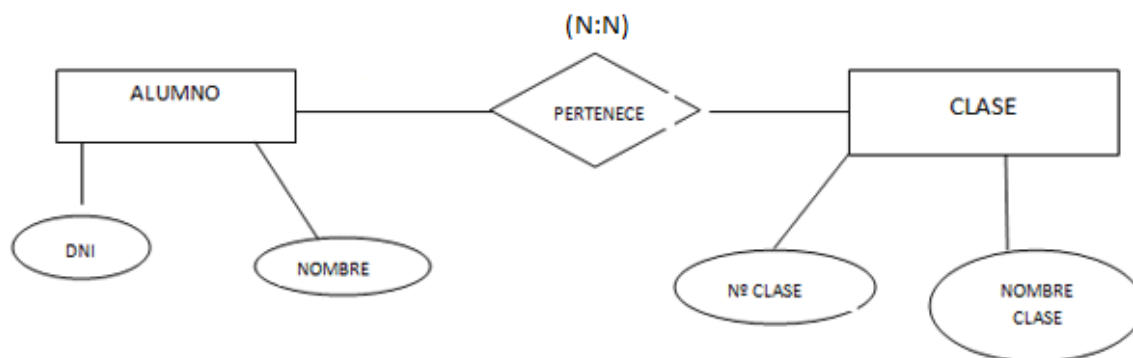 (N:N)
ALUMNO
PERTENECE
CLASE
DNI
NOMBRE
Nº CLASE
NOMBRE
CLASE